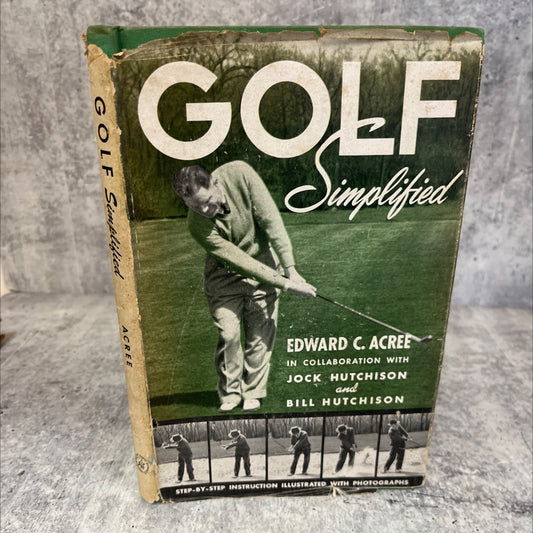 GOLF
Simplified
EDWARD C. ACREE
IN COLLABORATION WITH
JOCK HUTCHISON
and
BILL HUTCHISON
STEP-BY-STEP INSTRUCTION ILLUSTRATED WITH PHOTOGRAPHS
GOLF Simplified
ACREE